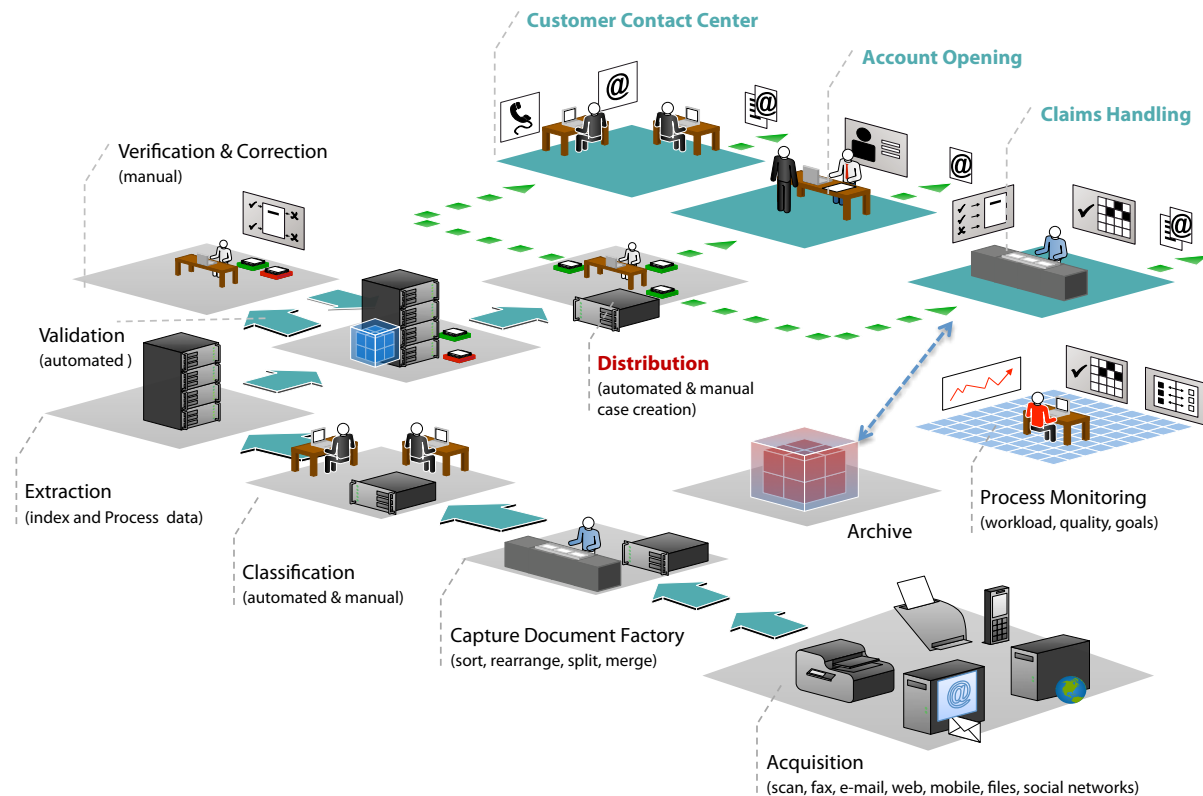 Customer Contact Center
Account Opening
Claims Handling
@
@
@
@
Verification & Correction
(manual)
Validation
(automated )
Distribution
(automated & manual
case creation)
Extraction
(index and Process  data)
Process Monitoring
(workload, quality, goals)
Archive
Classification
(automated & manual)
Capture Document Factory
(sort, rearrange, split, merge)
@
Acquisition
(scan, fax, e-mail, web, mobile, files, social networks)